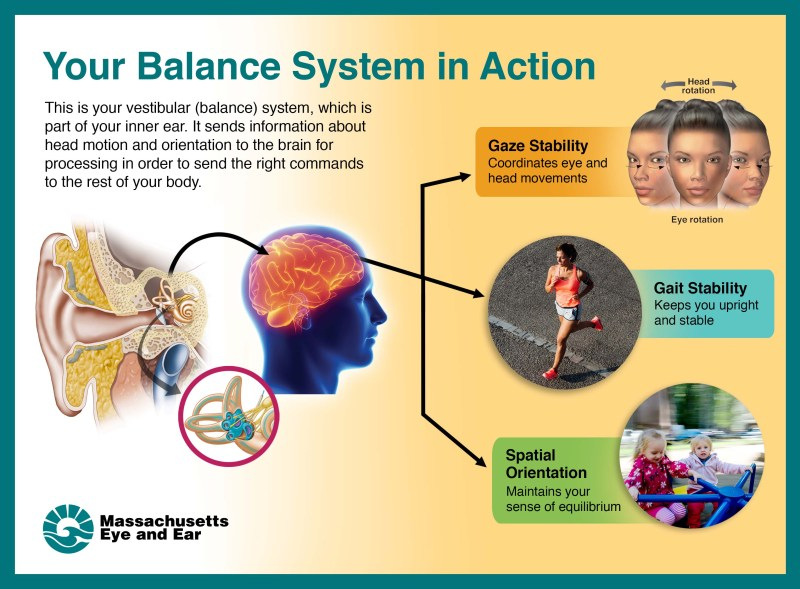 Your Balance System in Action
This is your vestibular (balance) system, which is
part of your inner ear. It sends information about
head motion and orientation to the brain for
processing in order to send the right commands
to the rest of your body.
Head
rotation
Gaze Stability
Coordinates eye and
head movements
Eye rotation
Gait Stability
Keeps you upright
and stable
Spatial
Orientation
Maintains your
sense of equilibrium
Massachusetts
Eye and Ear